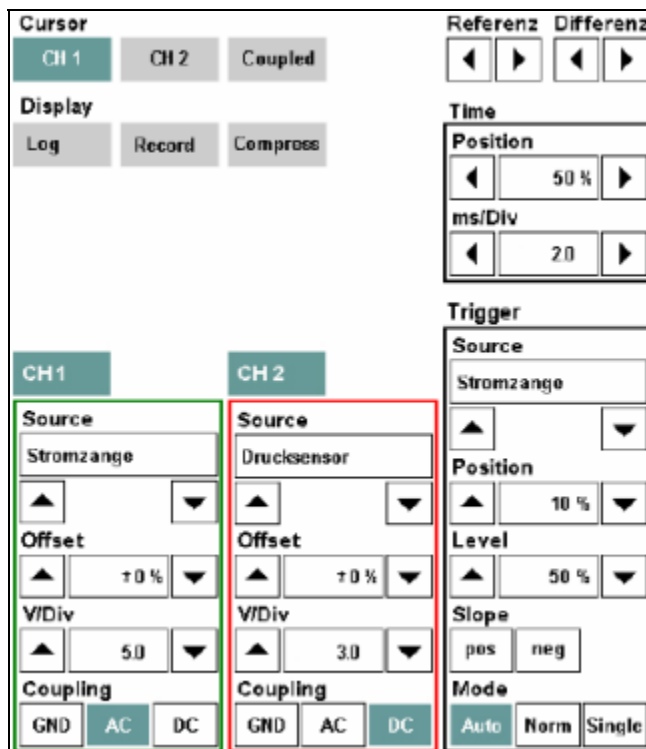 Cursor
CH 1 CH 2 Coupled
Display
Log Record Compress
Referenz Differenz
Time
Position
50 %
ms/Div
2.0
CH1
Source
Stromzange
Offset
±0 %
V/Div
5.0
Coupling
GND AC DC
CH 2
Source
Drucksensor
Offset
±0 %
V/Div
3.0
Coupling
GND AC DC
Trigger
Source
Stromzange
Position
10 %
Level
50 %
Slope
pos neg
Mode
Auto Norm Single